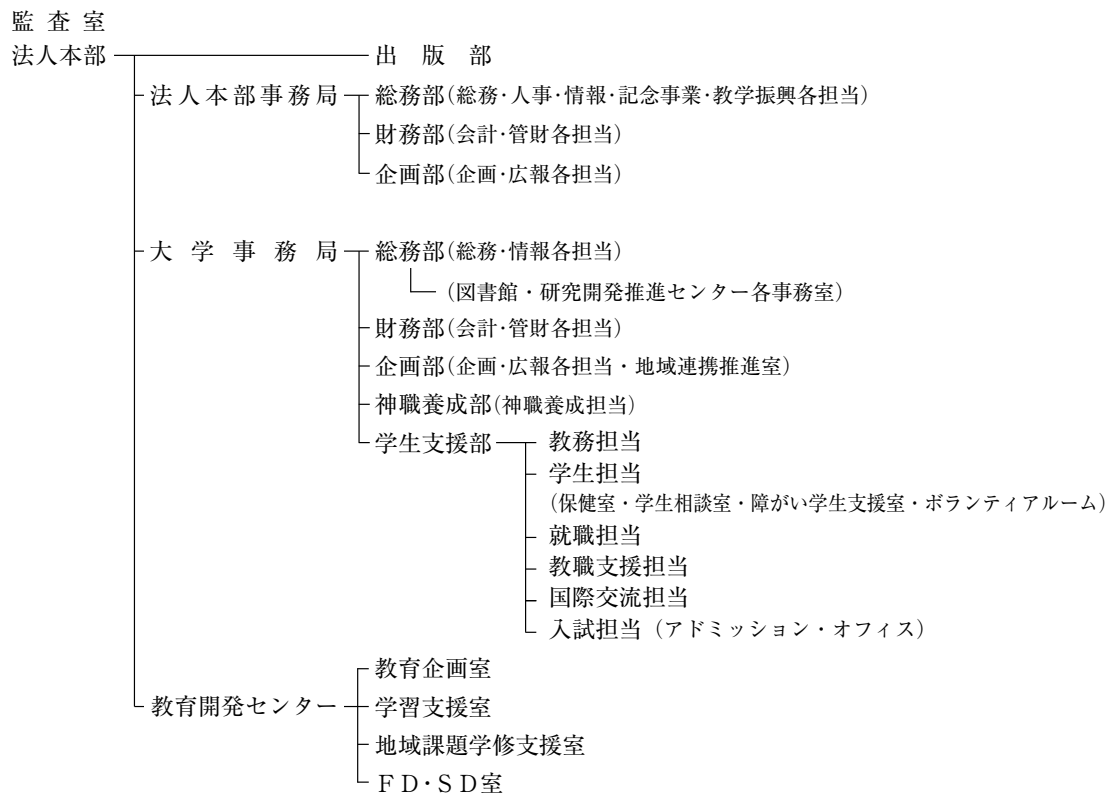 監査室
法人本部 出版部
法人本部事務局 総務部(総務・人事・情報・記念事業・教学振興各担当)
財務部(会計・管財各担当)
企画部(企画・広報各担当)
大学事務局 総務部(総務・情報各担当)
(図書館・研究開発推進センター各事務室)
財務部(会計・管財各担当)
企画部(企画・広報各担当・地域連携推進室)
神職養成部(神職養成担当)
学生支援部 教務担当
学生担当
(保健室・学生相談室・障がい学生支援室・ボランティアルーム)
就職担当
教職支援担当
国際交流担当
入試担当(アドミッション・オフィス)
教育企画室
教育開発センター 学習支援室
地域課題学修支援室
ＦＤ・ＳＤ室